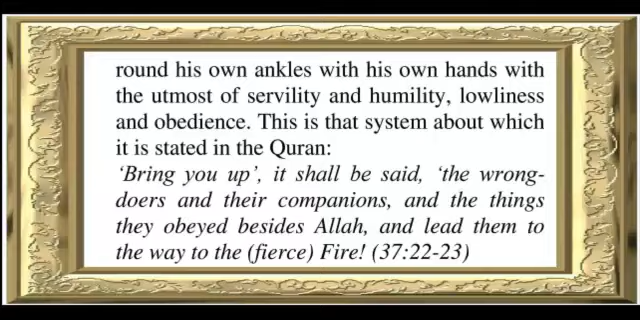 round his own ankles with his own hands with
the utmost of servility and humility, lowliness
and obedience. This is that system about which
it is stated in the Quran:
‘Bring you up’, it shall be said, ‘the wrong-
doers and their companions, and the things
they obeyed besides Allah, and lead them to
the way to the (fierce) Fire! (37:22-23)